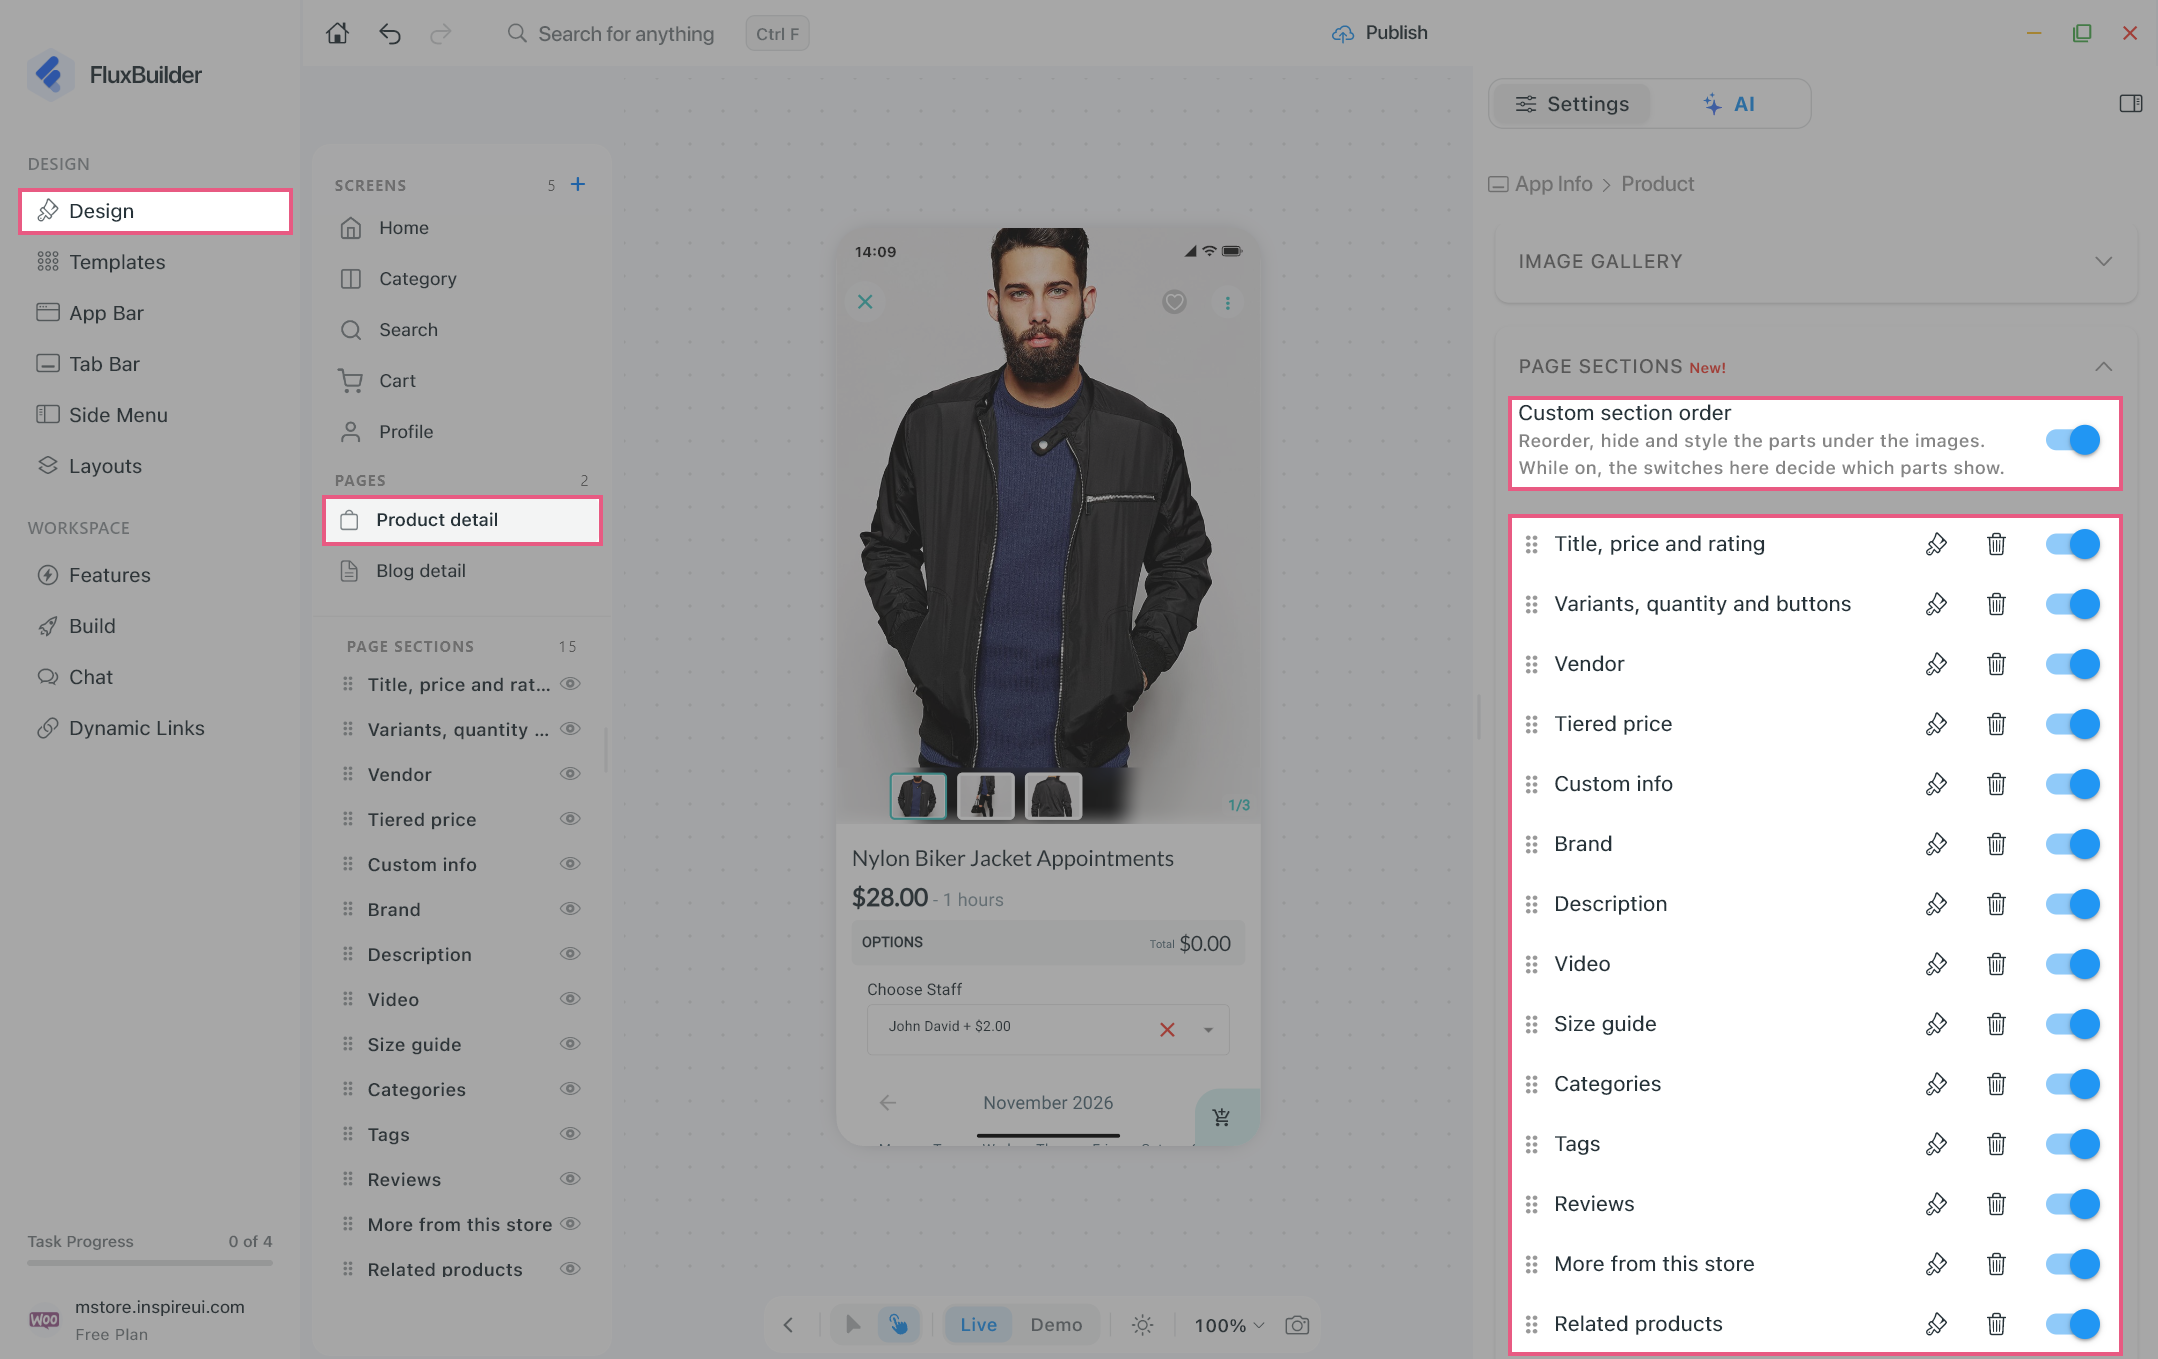 FluxBuilder
Search for anything
Ctrl F
Publish
DESIGN
Design
Templates
App Bar
Tab Bar
Side Menu
Layouts
WORKSPACE
Features
Build
Chat
Dynamic Links
Task Progress
0 of 4
WOO
mstore.inspireui.com
Free Plan
SCREENS
5
Home
Category
Search
Cart
Profile
PAGES
2
Product detail
Blog detail
PAGE SECTIONS
15
Title, price and rat...
Variants, quantity ...
Vendor
Tiered price
Custom info
Brand
Description
Video
Size guide
Categories
Tags
Reviews
More from this store
Related products
14:09
1/3
Nylon Biker Jacket Appointments
$28.00 - 1 hours
OPTIONS
Total $0.00
Choose Staff
John David + $2.00
November 2026
Live
Demo
100%
Settings
AI
App Info > Product
IMAGE GALLERY
PAGE SECTIONS New!
Custom section order
Reorder, hide and style the parts under the images.
While on, the switches here decide which parts show.
Title, price and rating
Variants, quantity and buttons
Vendor
Tiered price
Custom info
Brand
Description
Video
Size guide
Categories
Tags
Reviews
More from this store
Related products